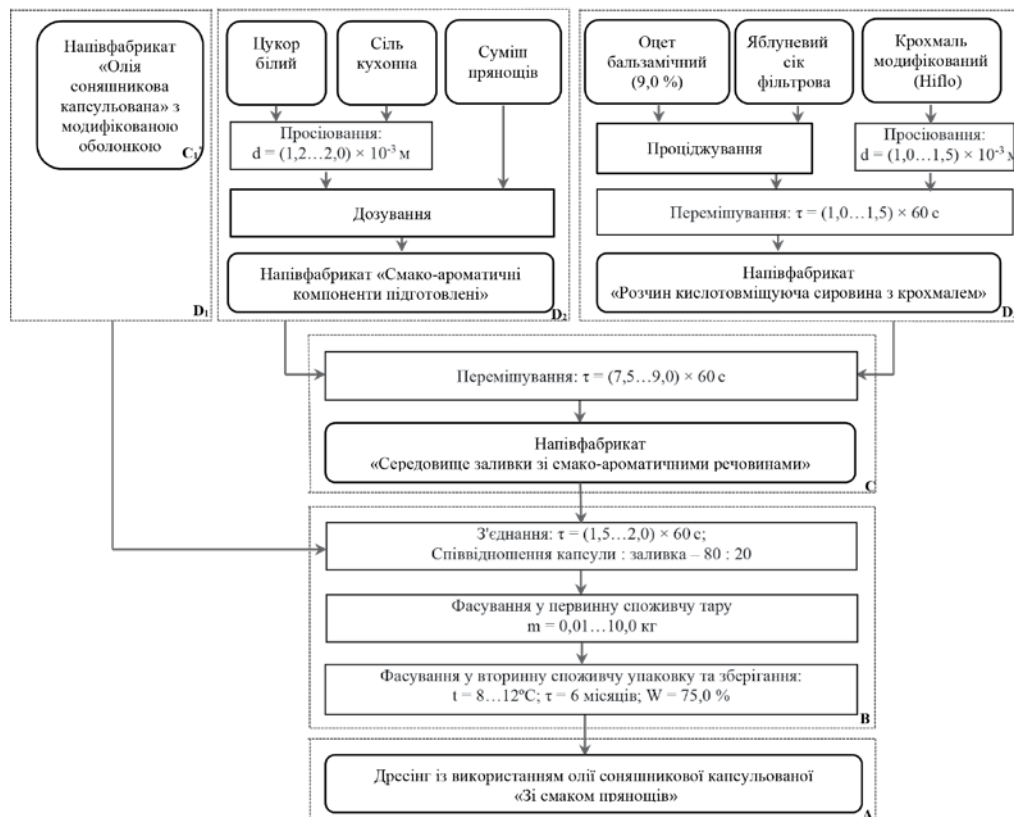 Напівфабрикат
«Олія
соняшникова
капсульована» з
модифікованою
оболонкою
C₁
D₁
Цукор
білий
Сіль
кухонна
Суміш
прянощів
Просіювання:
d = (1,2…2,0) × 10⁻³ м
Дозування
Напівфабрикат «Смако-ароматичні
компоненти підготовлені»
D₂
Оцет
бальзамічний
(9,0 %)
Яблуневий
сік
фільтрова
Крохмаль
модифікований
(Hiflo)
Проціджування
Просіювання:
d = (1,0…1,5) × 10⁻³ м
Перемішування: τ = (1,0…1,5) × 60 с
Напівфабрикат
«Розчин кислотовміщуюча сировина з крохмалем»
D
Перемішування: τ = (7,5…9,0) × 60 с
Напівфабрикат
«Середовище заливки зі смако-ароматичними речовинами»
C
З'єднання: τ = (1,5…2,0) × 60 с;
Співвідношення капсули : заливка – 80 : 20
Фасування у первинну споживчу тару
m = 0,01…10,0 кг
Фасування у вторинну споживчу упаковку та зберігання:
t = 8…12ºС; τ = 6 місяців; W = 75,0 %
B
Дресінг із використанням олії соняшникової капсульованої
«Зі смаком прянощів»
A